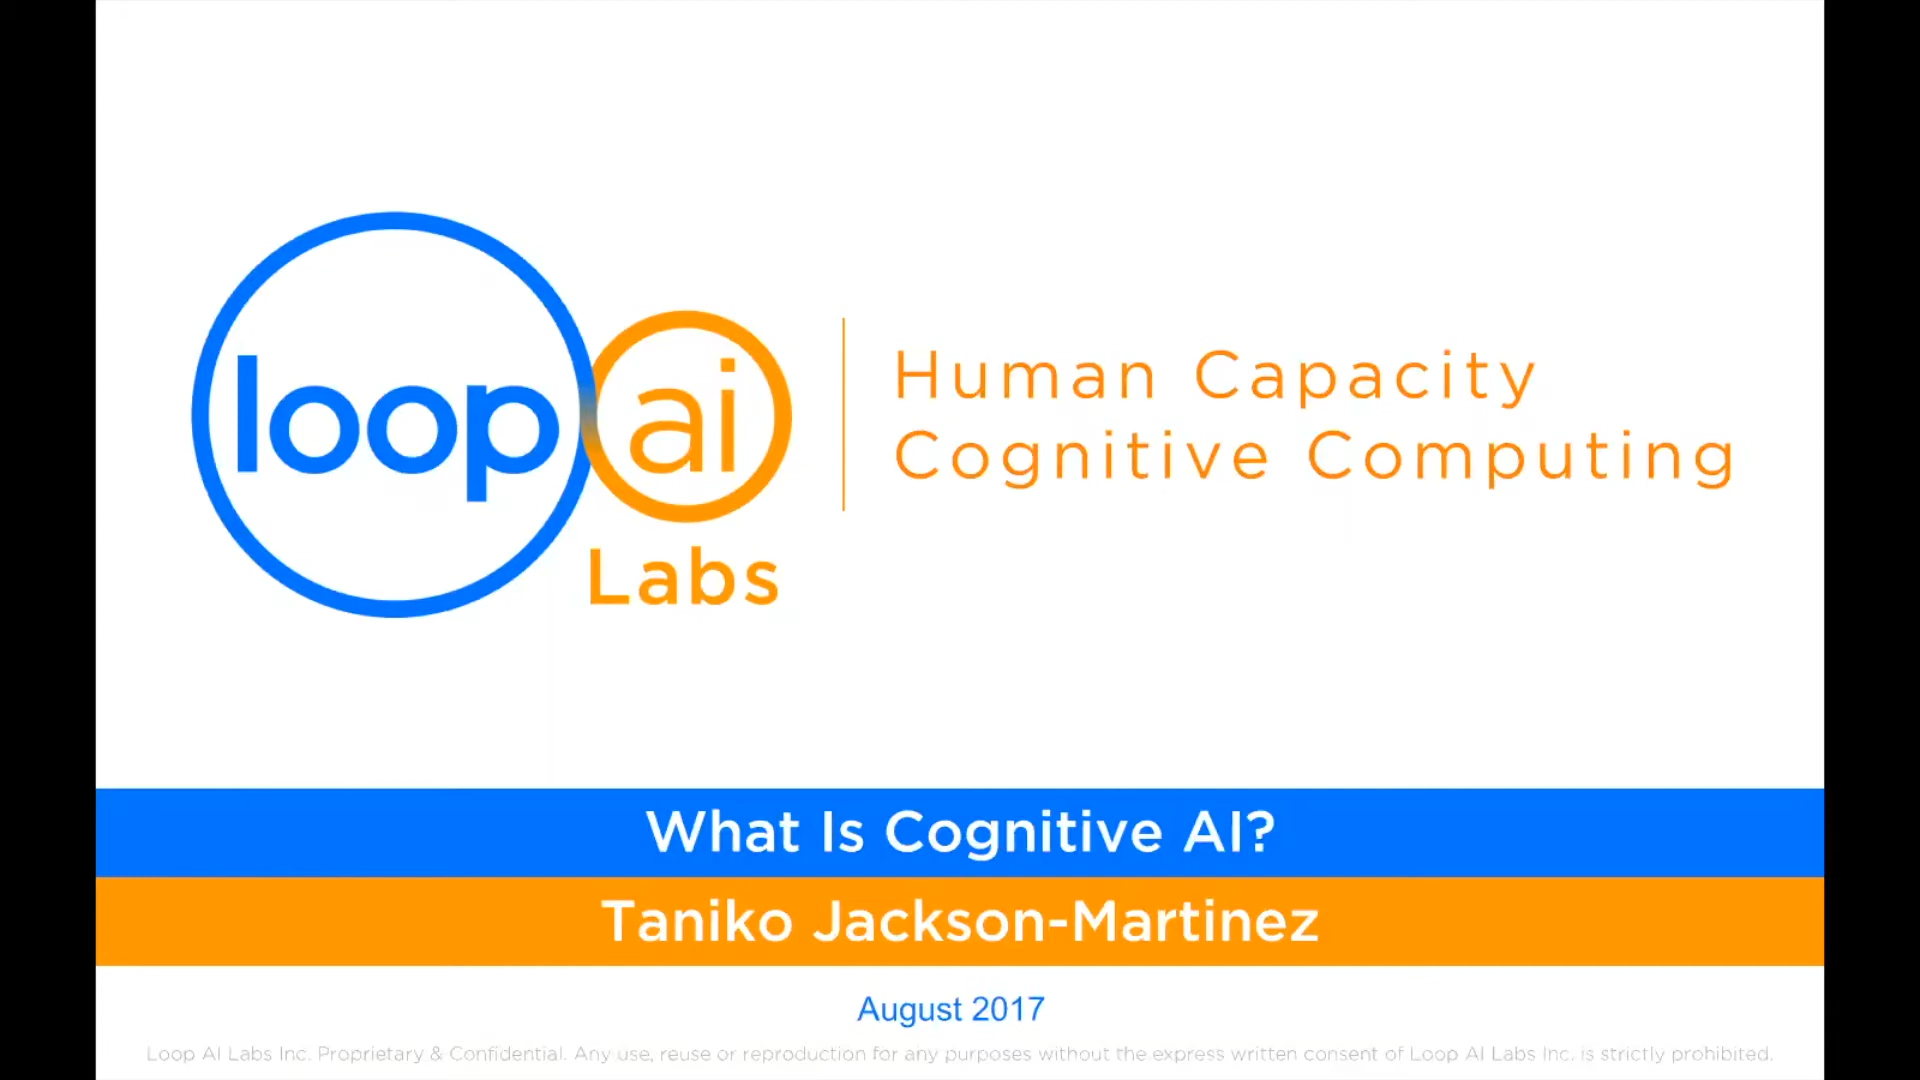 loop ai
Labs
Human Capacity
Cognitive Computing
What Is Cognitive AI?
Taniko Jackson-Martinez
August 2017
Loop AI Labs Inc. Proprietary & Confidential. Any use, reuse or reproduction for any purposes without the express written consent of Loop AI Labs Inc. is strictly prohibited.